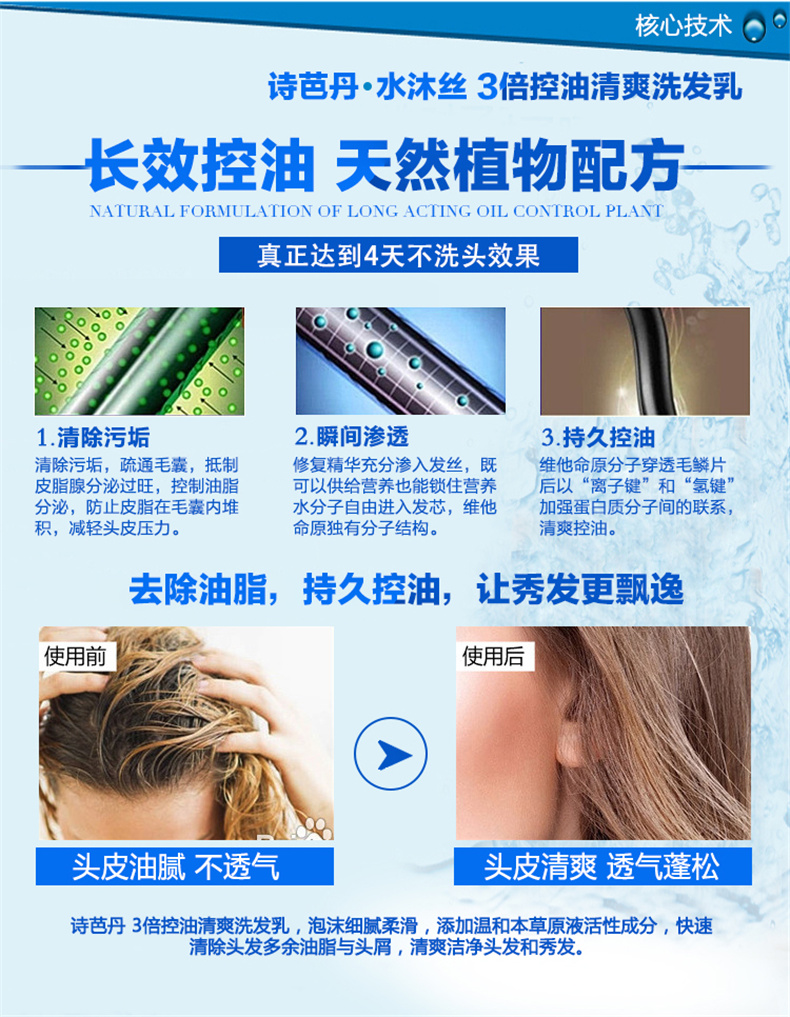 核心技术
诗芭丹·水沐丝 3倍控油清爽洗发乳
长效控油 天然植物配方
NATURAL FORMULATION OF LONG ACTING OIL CONTROL PLANT
真正达到4天不洗头效果
1.清除污垢
清除污垢，疏通毛囊，抵制
皮脂腺分泌过旺，控制油脂
分泌，防止皮脂在毛囊内堆
积，减轻头皮压力。
2.瞬间渗透
修复精华充分渗入发丝，既
可以供给营养也能锁住营养
水分子自由进入发芯，维他
命原独有分子结构。
3.持久控油
维他命原分子穿透毛鳞片
后以“离子键”和“氢键”
加强蛋白质分子间的联系，
清爽控油。
去除油脂，持久控油，让秀发更飘逸
使用前
使用后
头皮油腻 不透气
头皮清爽 透气蓬松
诗芭丹 3倍控油清爽洗发乳，泡沫细腻柔滑，添加温和本草原液活性成分，快速
清除头发多余油脂与头屑，清爽洁净头发和秀发。